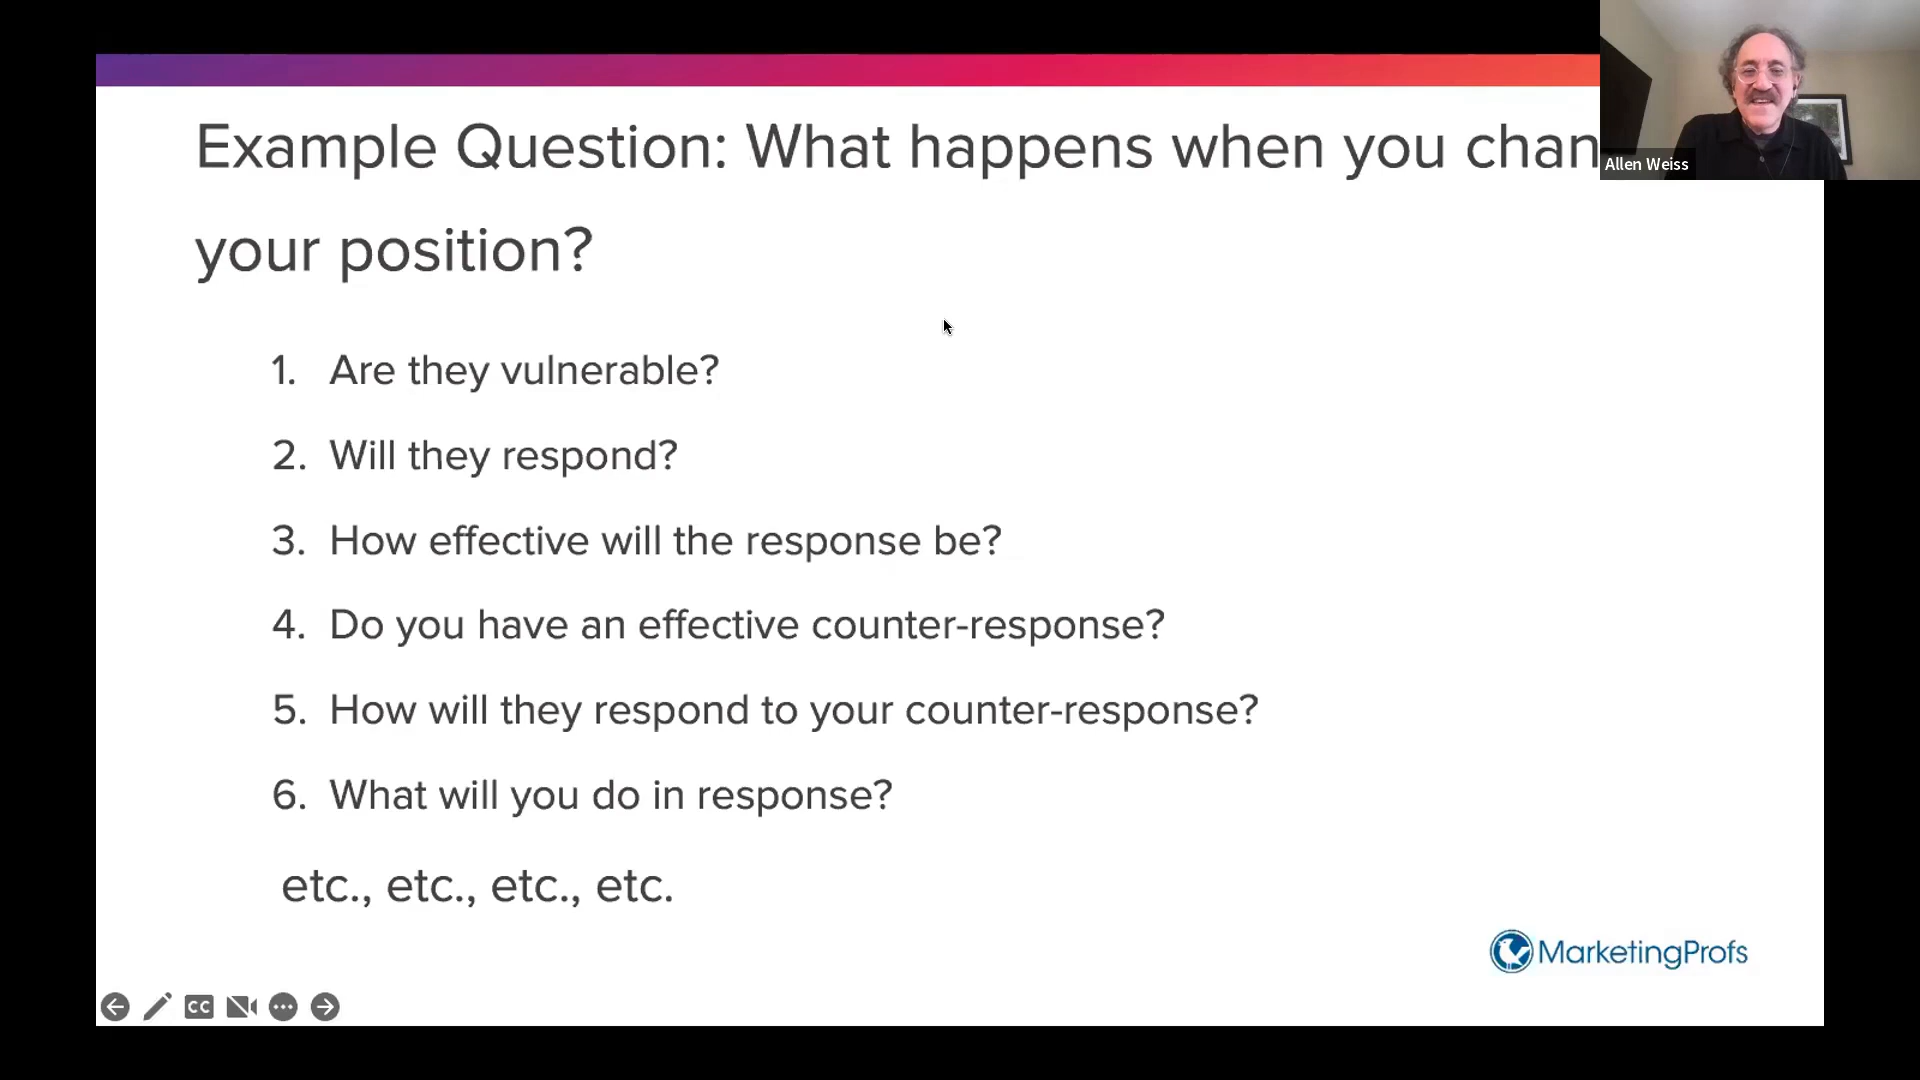 Example Question: What happens when you chan
your position?
Allen Weiss
1. Are they vulnerable?
2. Will they respond?
3. How effective will the response be?
4. Do you have an effective counter-response?
5. How will they respond to your counter-response?
6. What will you do in response?
etc., etc., etc., etc.
MarketingProfs
CC